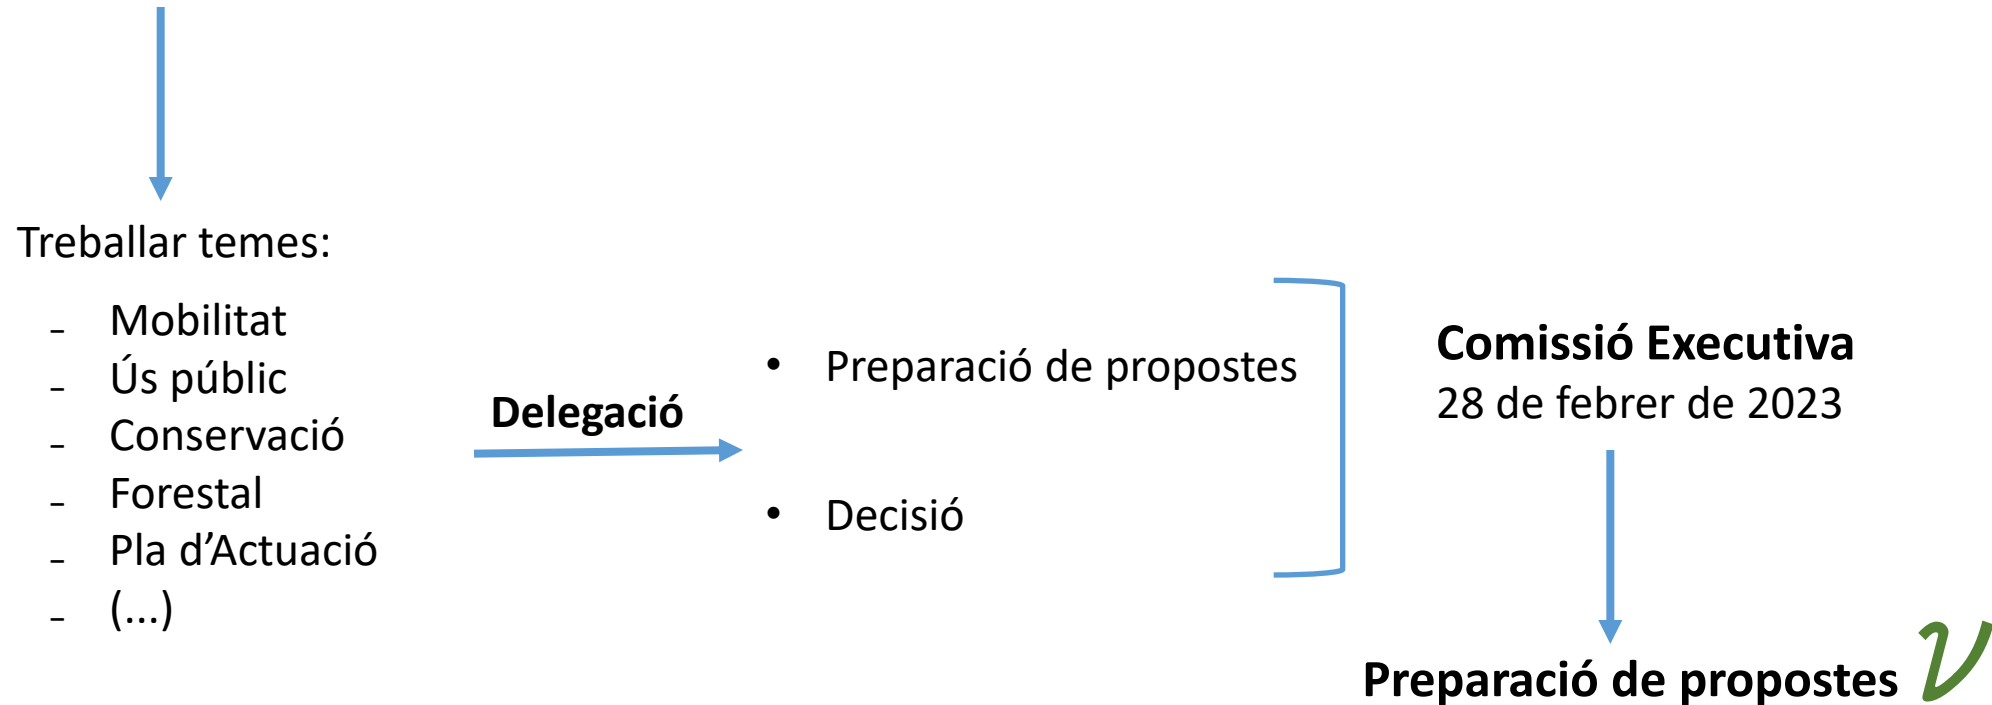 Treballar temes:
- Mobilitat
- Ús públic
- Conservació
- Forestal
- Pla d’Actuació
- (...)
Delegació
• Preparació de propostes
• Decisió
Comissió Executiva
28 de febrer de 2023
Preparació de propostes